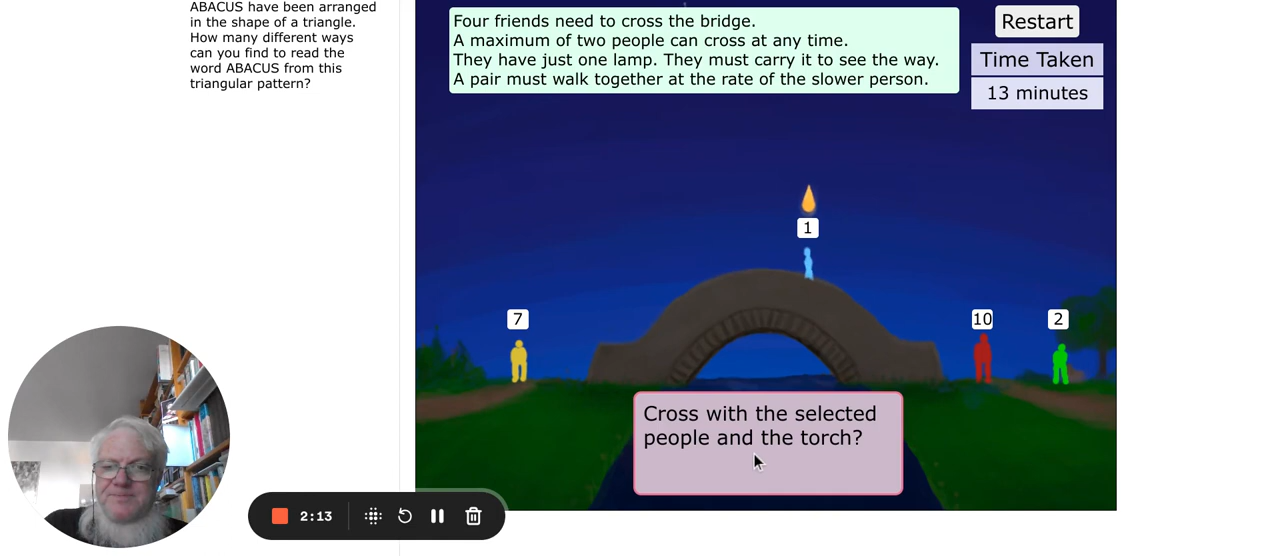 ABACUS have been arranged
in the shape of a triangle.
How many different ways
can you find to read the
word ABACUS from this
triangular pattern?
Four friends need to cross the bridge.
A maximum of two people can cross at any time.
They have just one lamp. They must carry it to see the way.
A pair must walk together at the rate of the slower person.
Restart
Time Taken
13 minutes
1
7
10
2
Cross with the selected
people and the torch?
2:13